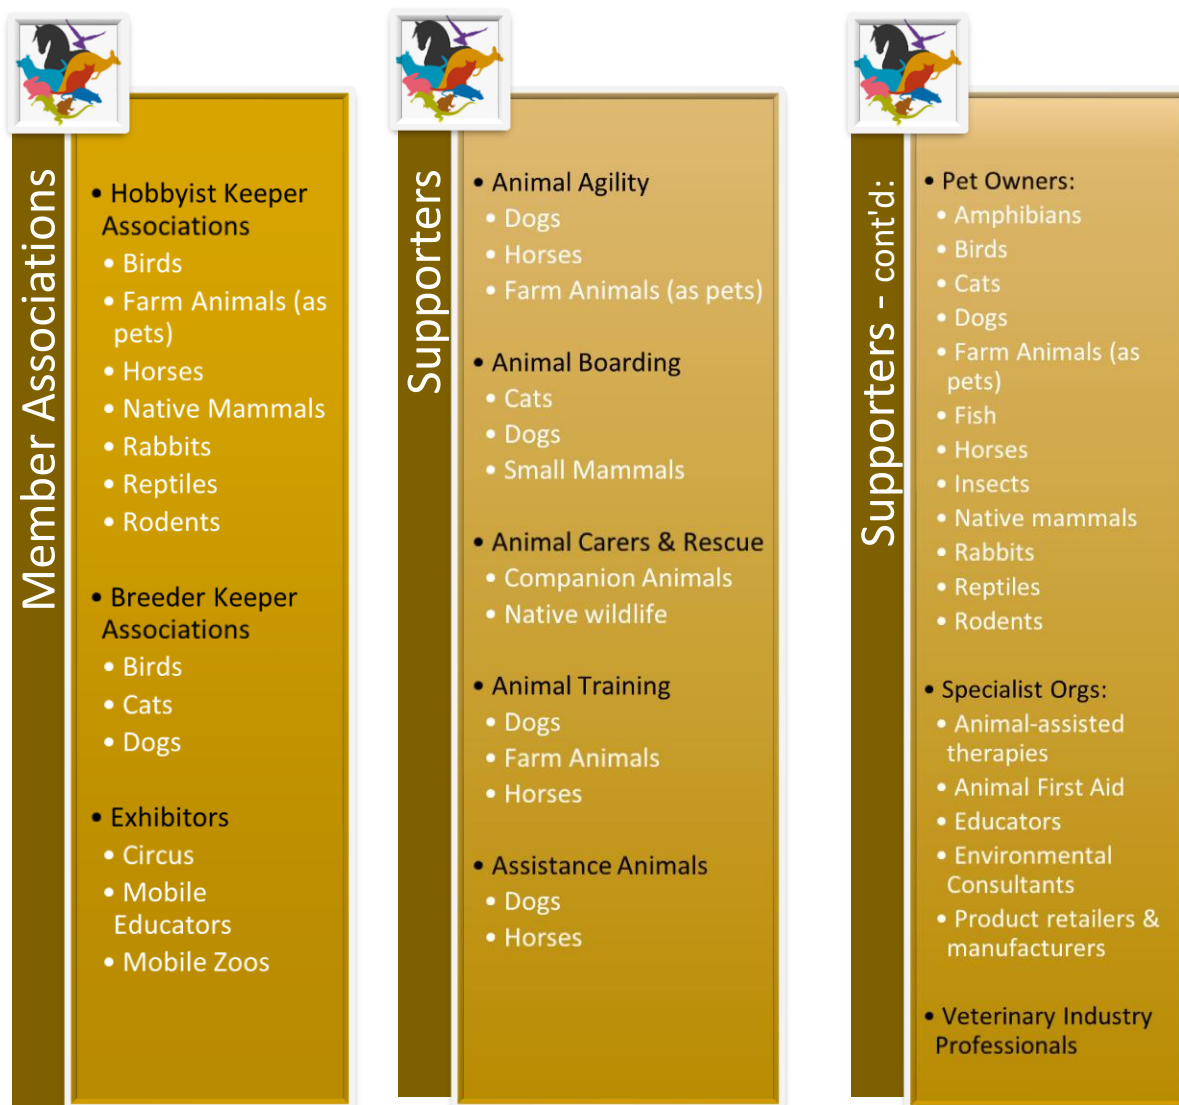 Member Associations
• Hobbyist Keeper
Associations
• Birds
• Farm Animals (as
pets)
• Horses
• Native Mammals
• Rabbits
• Reptiles
• Rodents
• Breeder Keeper
Associations
• Birds
• Cats
• Dogs
• Exhibitors
• Circus
• Mobile
Educators
• Mobile Zoos
Supporters
• Animal Agility
• Dogs
• Horses
• Farm Animals (as pets)
• Animal Boarding
• Cats
• Dogs
• Small Mammals
• Animal Carers & Rescue
• Companion Animals
• Native wildlife
• Animal Training
• Dogs
• Farm Animals
• Horses
• Assistance Animals
• Dogs
• Horses
Supporters - cont'd:
• Pet Owners:
• Amphibians
• Birds
• Cats
• Dogs
• Farm Animals (as
pets)
• Fish
• Horses
• Insects
• Native mammals
• Rabbits
• Reptiles
• Rodents
• Specialist Orgs:
• Animal-assisted
therapies
• Animal First Aid
• Educators
• Environmental
Consultants
• Product retailers &
manufacturers
• Veterinary Industry
Professionals